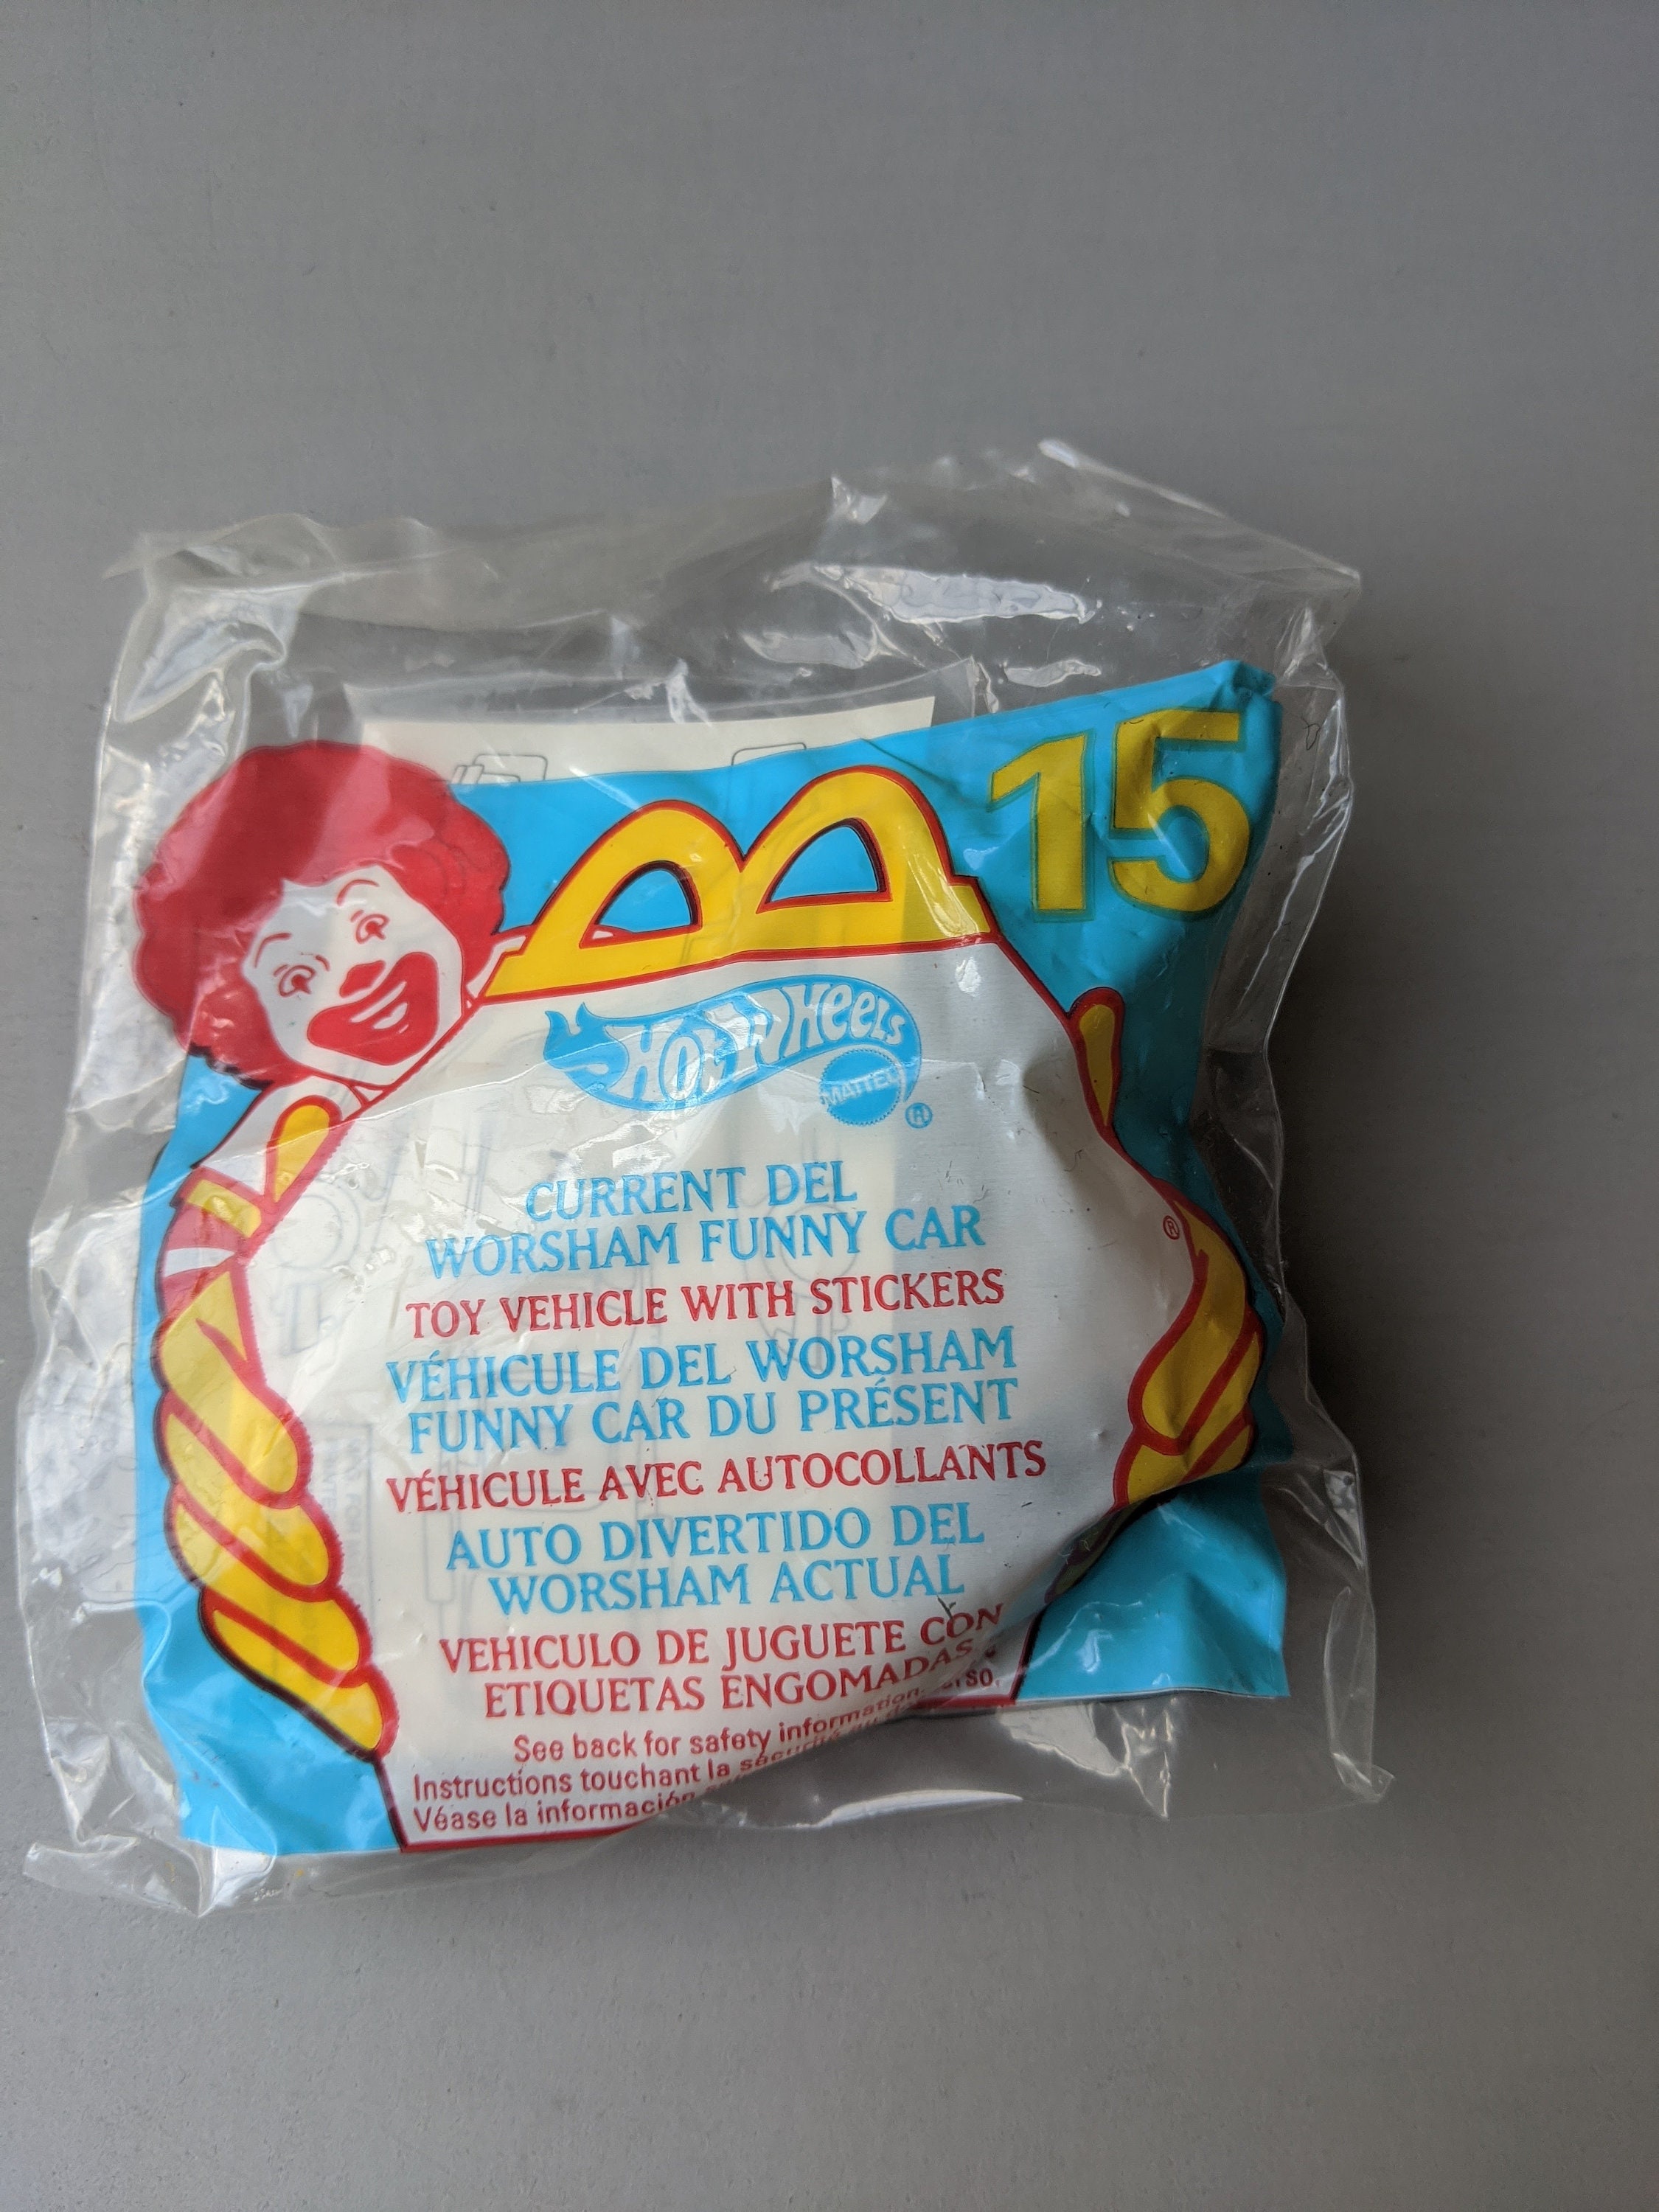 15
HOT WHEELS
MATTEL
®
CURRENT DEL
WORSHAM FUNNY CAR
®
TOY VEHICLE WITH STICKERS
VÉHICULE DEL WORSHAM
FUNNY CAR DU PRÉSENT
VÉHICULE AVEC AUTOCOLLANTS
AUTO DIVERTIDO DEL
WORSHAM ACTUAL
VEHICULO DE JUGUETE CON
ETIQUETAS ENGOMADAS
See back for safety information.
Instructions touchant la sécurité au
Véase la información